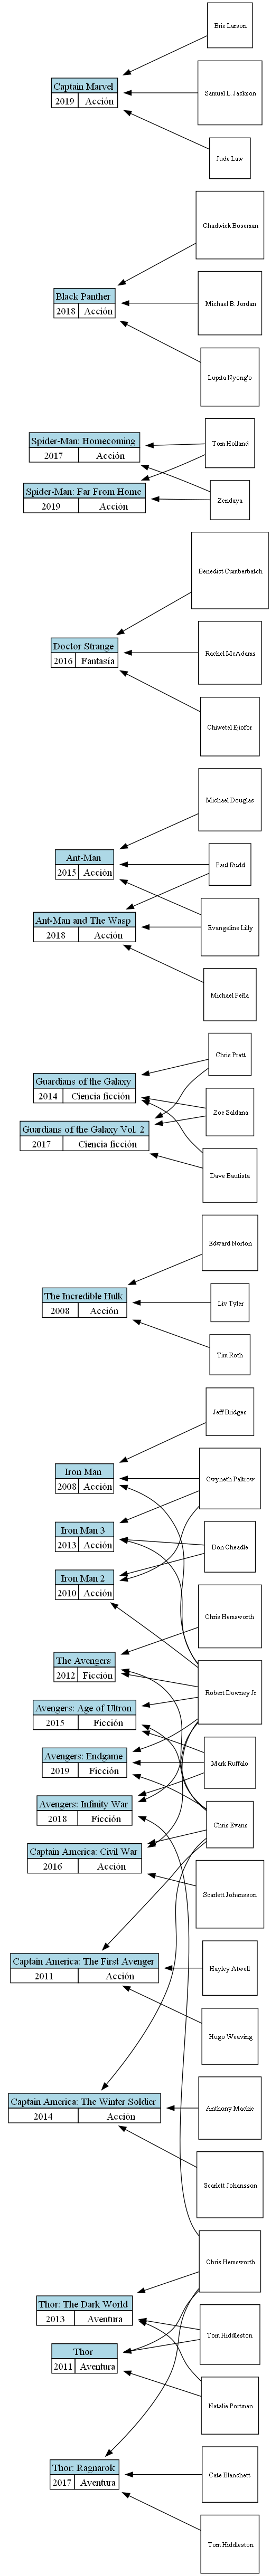 Brie Larson
Captain Marvel
2019 Acción
Samuel L. Jackson
Jude Law
Chadwick Boseman
Black Panther
2018 Acción
Michael B. Jordan
Lupita Nyong'o
Spider-Man: Homecoming
2017 Acción
Tom Holland
Spider-Man: Far From Home
2019 Acción
Zendaya
Benedict Cumberbatch
Doctor Strange
2016 Fantasía
Rachel McAdams
Chiwetel Ejiofor
Michael Douglas
Ant-Man
2015 Acción
Paul Rudd
Ant-Man and The Wasp
2018 Acción
Evangeline Lilly
Michael Peña
Chris Pratt
Guardians of the Galaxy
2014 Ciencia ficción
Zoe Saldana
Guardians of the Galaxy Vol. 2
2017 Ciencia ficción
Dave Bautista
Edward Norton
The Incredible Hulk
2008 Acción
Liv Tyler
Tim Roth
Jeff Bridges
Iron Man
2008 Acción
Gwyneth Paltrow
Iron Man 3
2013 Acción
Don Cheadle
Iron Man 2
2010 Acción
Chris Hemsworth
The Avengers
2012 Ficción
Robert Downey Jr
Avengers: Age of Ultron
2015 Ficción
Mark Ruffalo
Avengers: Endgame
2019 Ficción
Avengers: Infinity War
2018 Ficción
Chris Evans
Captain America: Civil War
2016 Acción
Scarlett Johansson
Captain America: The First Avenger
2011 Acción
Hayley Atwell
Hugo Weaving
Captain America: The Winter Soldier
2014 Acción
Anthony Mackie
Scarlett Johansson
Chris Hemsworth
Thor: The Dark World
2013 Aventura
Tom Hiddleston
Thor
2011 Aventura
Natalie Portman
Thor: Ragnarok
2017 Aventura
Cate Blanchett
Tom Hiddleston